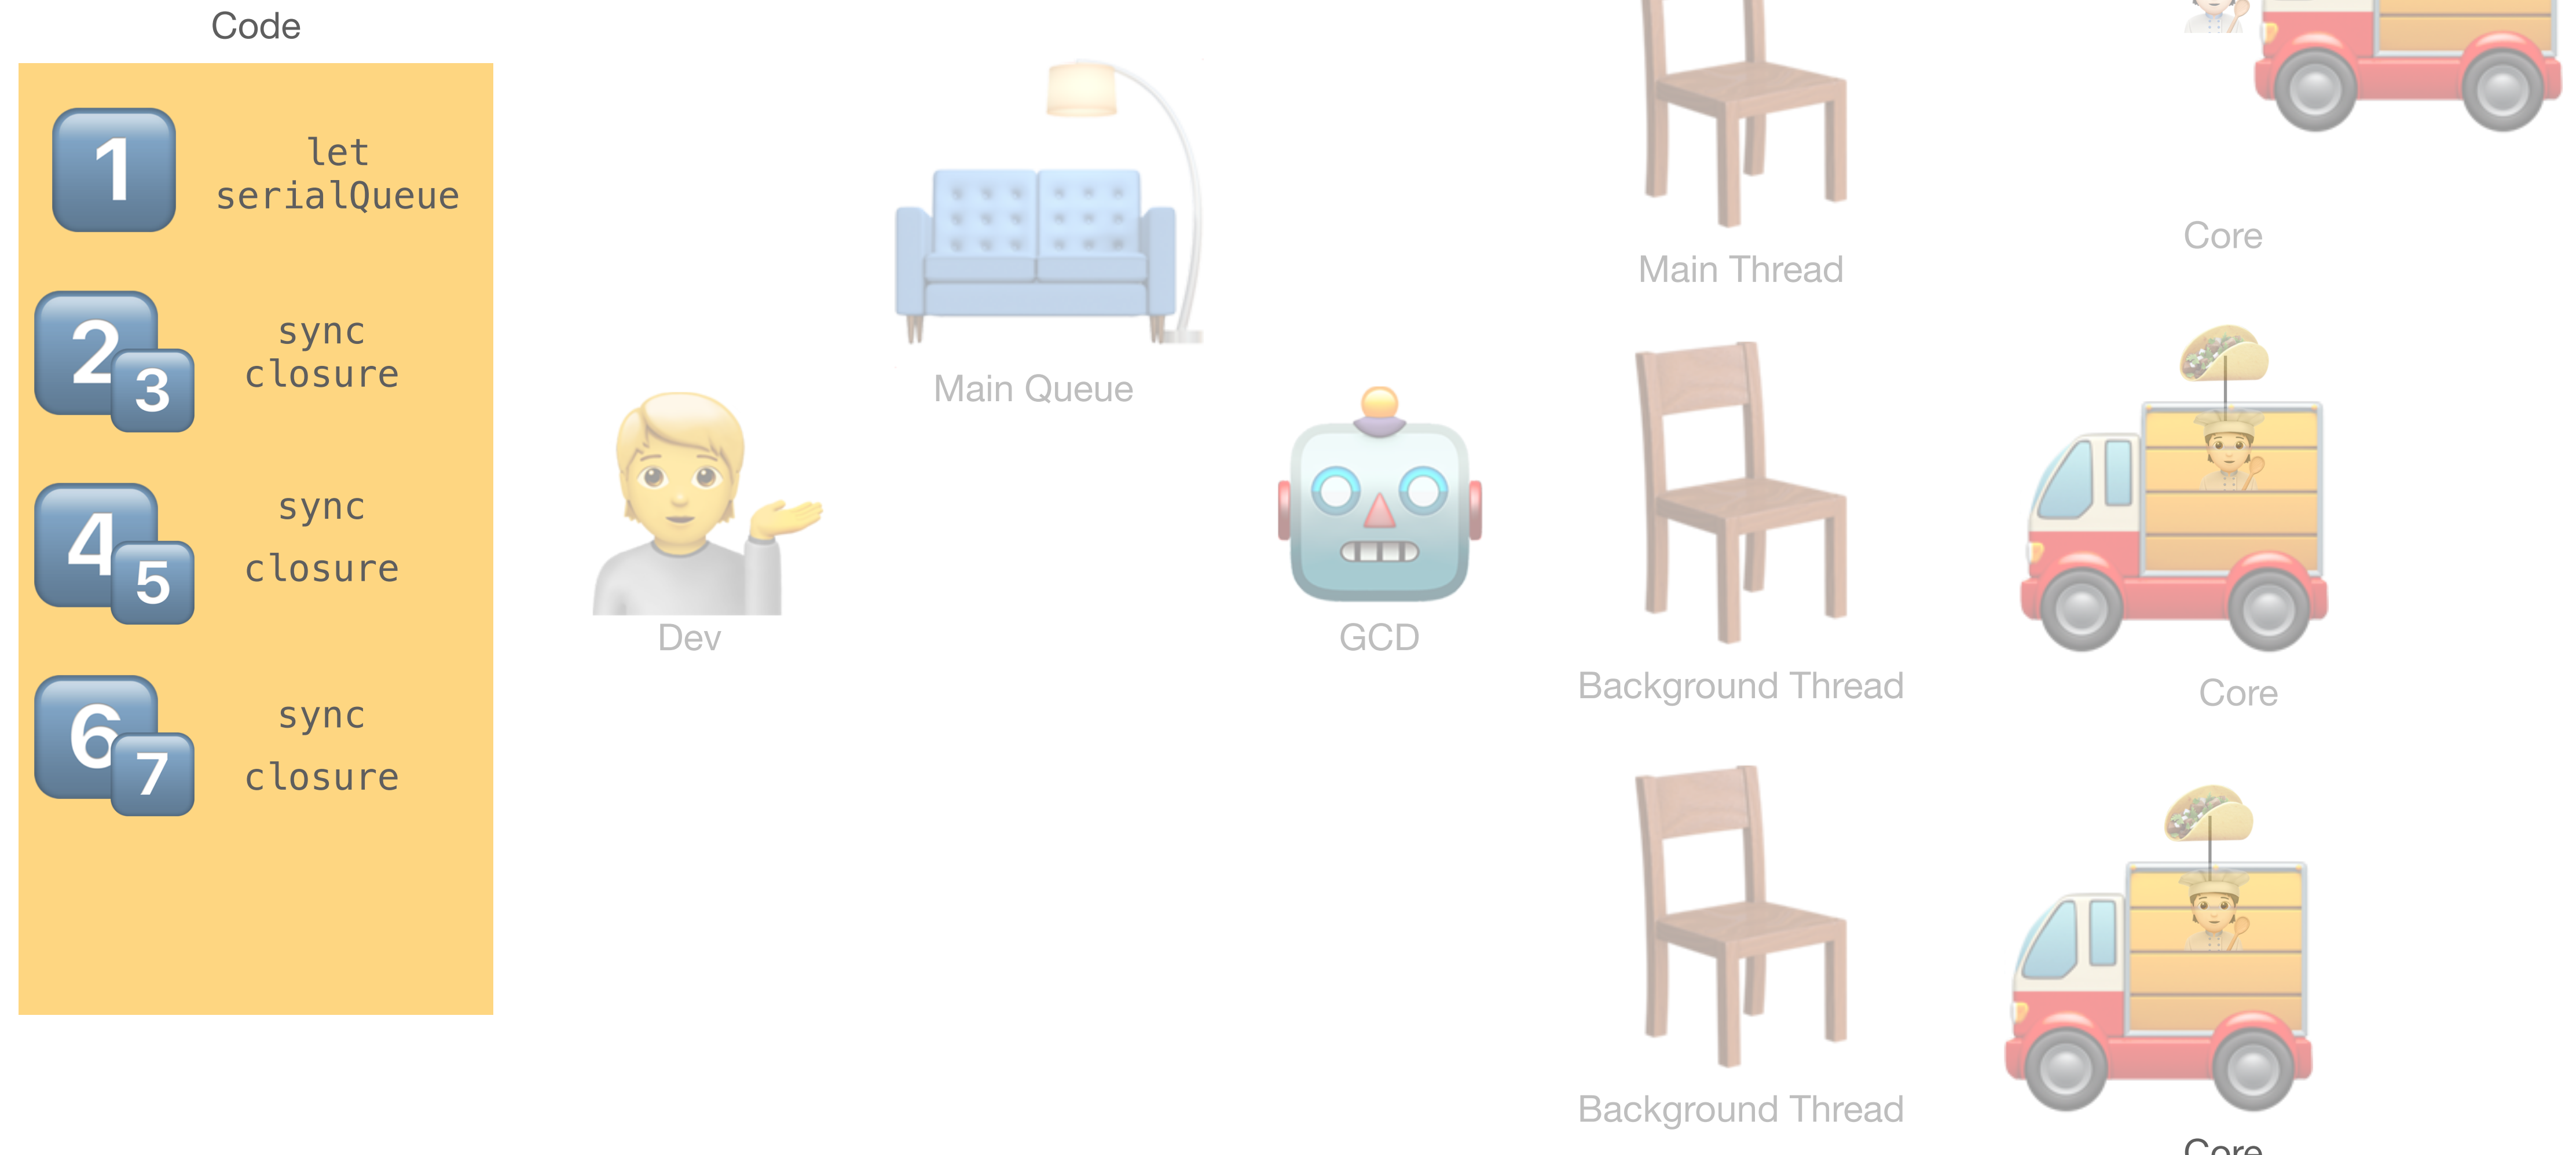 Code
1
let
serialQueue
2
3
sync
closure
4
5
sync
closure
6
7
sync
closure
Dev
Main Queue
GCD
Main Thread
Background Thread
Background Thread
Core
Core
Core